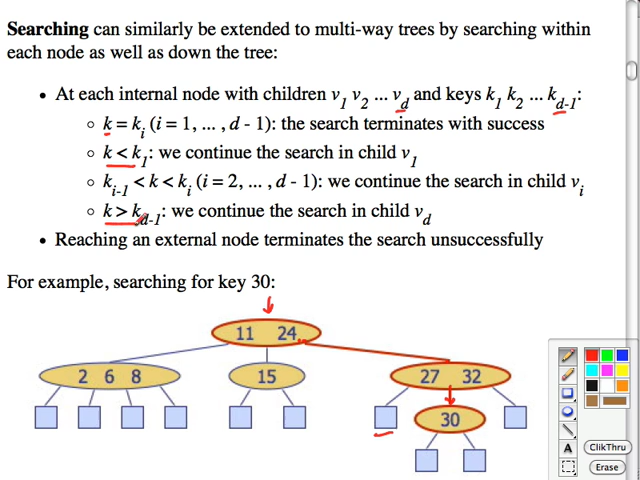 Searching can similarly be extended to multi-way trees by searching within
each node as well as down the tree:
• At each internal node with children v1 v2 ... vd and keys k1 k2 ... kd-1:
k = ki (i = 1, ... , d - 1): the search terminates with success
k < k1: we continue the search in child v1
ki-1 < k < ki (i = 2, ... , d - 1): we continue the search in child vi
k > kd-1: we continue the search in child vd
• Reaching an external node terminates the search unsuccessfully
For example, searching for key 30:
11 24
2 6 8
15
27 32
30
A
ClikThru
Erase